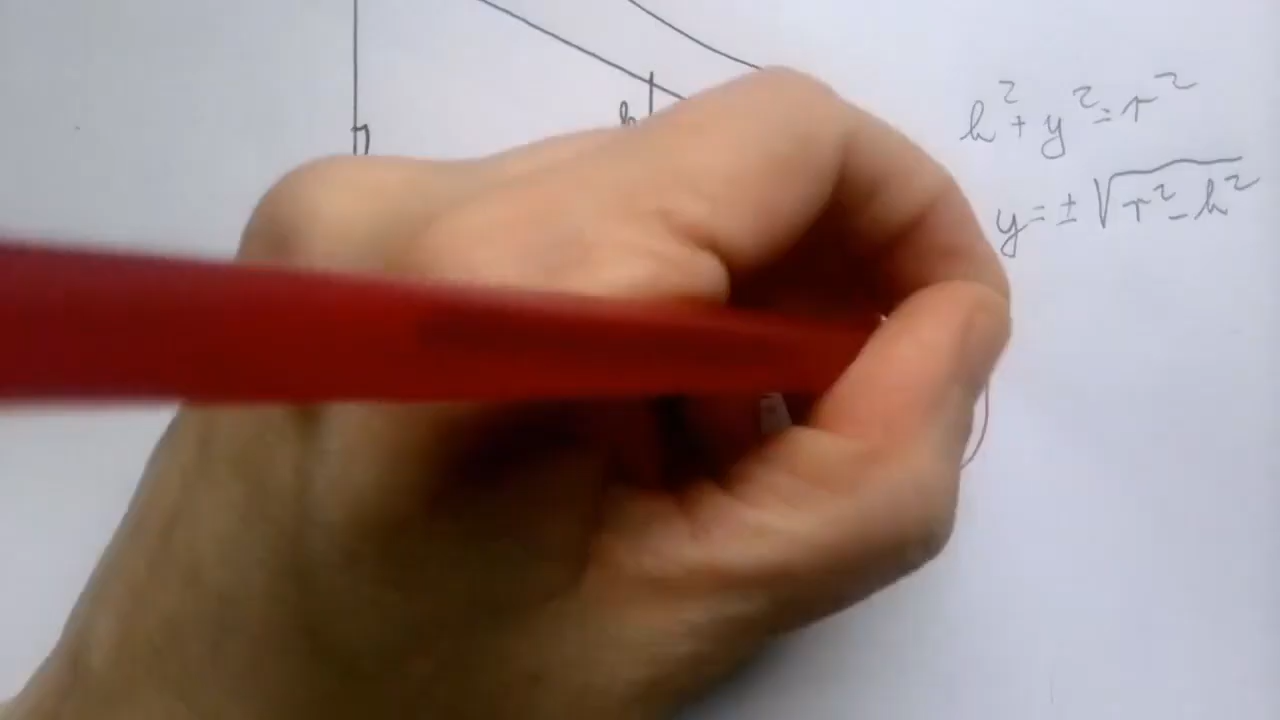 h
h² + y² = r²
y = ± √(r² - h²)